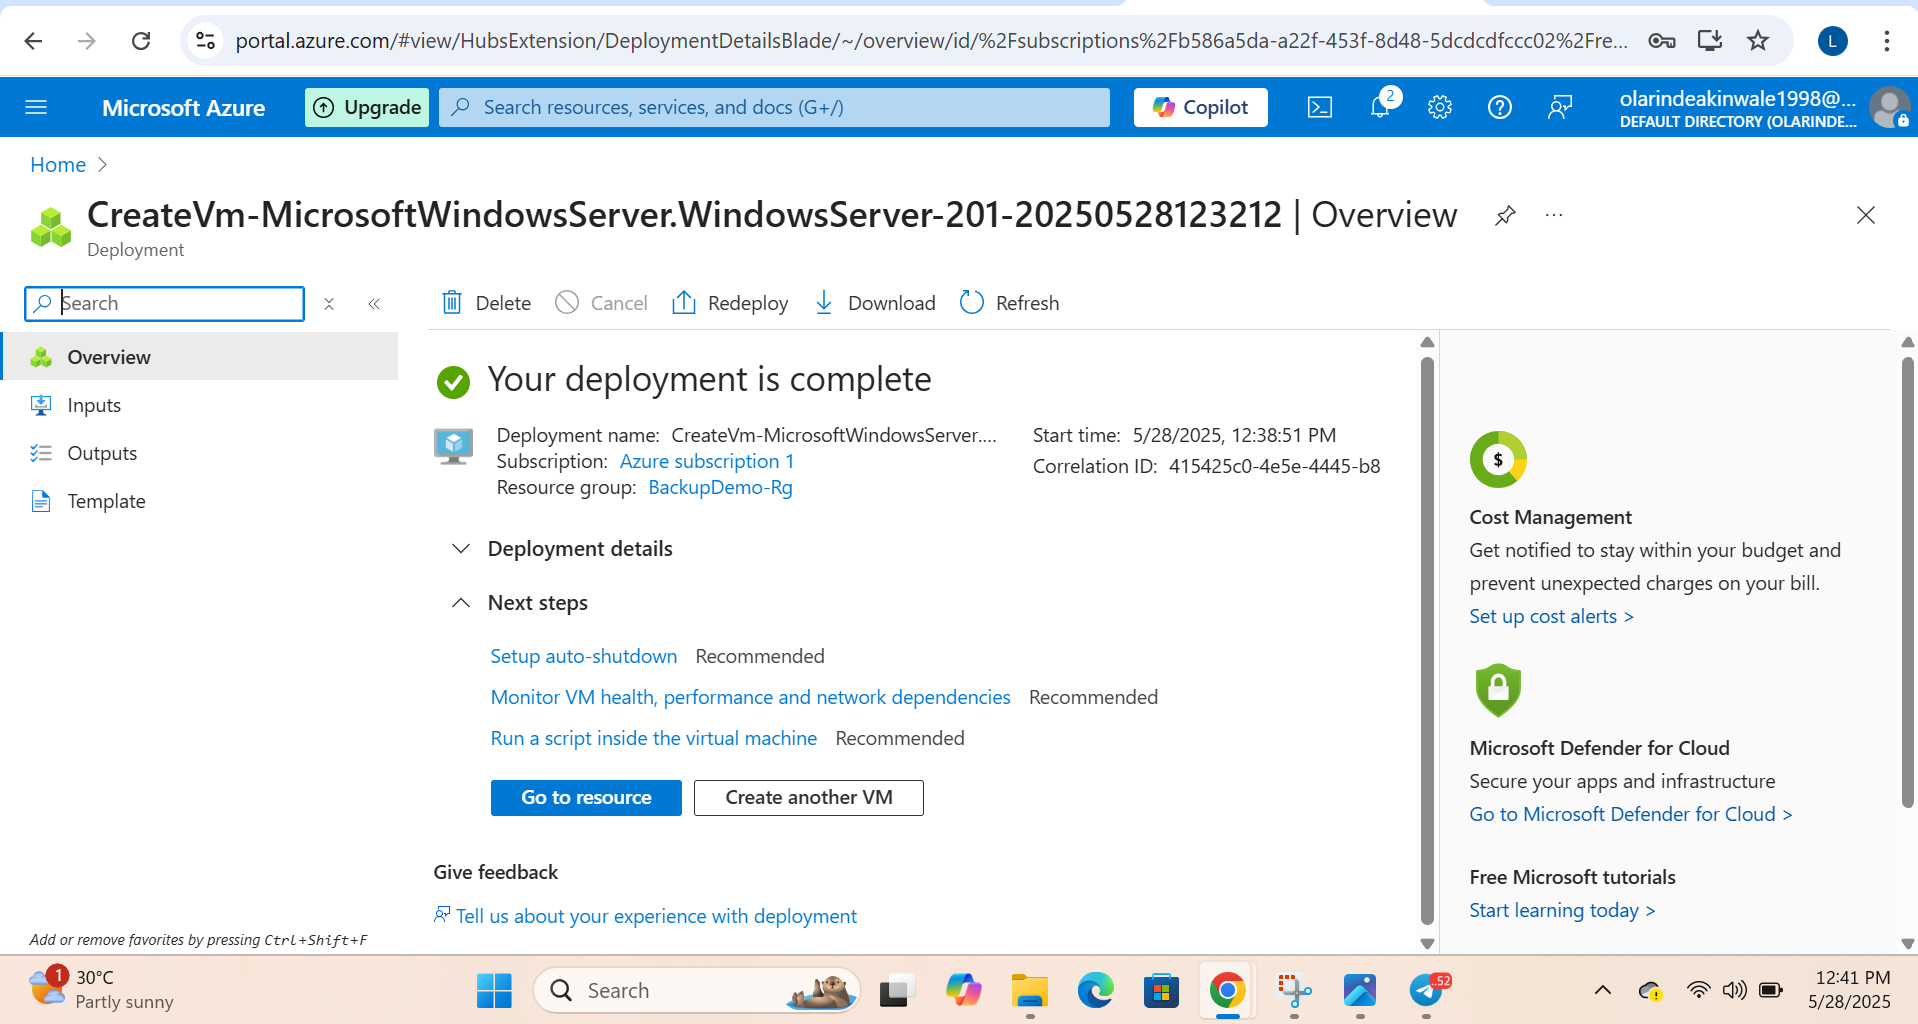 portal.azure.com/#view/HubsExtension/DeploymentDetailsBlade/~/overview/id/%2Fsubscriptions%2Fb586a5da-a22f-453f-8d48-5dcdcdfccc02%2Fre...
L
Microsoft Azure
Upgrade
Search resources, services, and docs (G+/)
Copilot
2
olarindeakinwale1998@...
DEFAULT DIRECTORY (OLARINDE...
Home
CreateVm-MicrosoftWindowsServer.WindowsServer-201-20250528123212 | Overview
Deployment
Search
Delete
Cancel
Redeploy
Download
Refresh
Overview
Inputs
Outputs
Template
Your deployment is complete
Deployment name: CreateVm-MicrosoftWindowsServer....
Subscription: Azure subscription 1
Resource group: BackupDemo-Rg
Start time: 5/28/2025, 12:38:51 PM
Correlation ID: 415425c0-4e5e-4445-b8
Deployment details
Next steps
Setup auto-shutdown Recommended
Monitor VM health, performance and network dependencies Recommended
Run a script inside the virtual machine Recommended
Go to resource
Create another VM
Give feedback
Tell us about your experience with deployment
$
Cost Management
Get notified to stay within your budget and
prevent unexpected charges on your bill.
Set up cost alerts >
Microsoft Defender for Cloud
Secure your apps and infrastructure
Go to Microsoft Defender for Cloud >
Free Microsoft tutorials
Start learning today >
Add or remove favorites by pressing Ctrl+Shift+F
1
30°C
Partly sunny
Search
..52
12:41 PM
5/28/2025